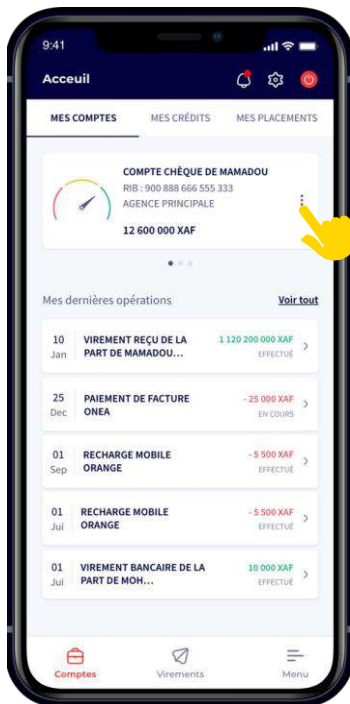 9:41
Acceuil
MES COMPTES MES CRÉDITS MES PLACEMENTS
COMPTE CHÈQUE DE MAMADOU
RIB : 900 888 666 555 333
AGENCE PRINCIPALE
12 600 000 XAF
Mes dernières opérations Voir tout
10 VIREMENT REÇU DE LA 1 120 200 000 XAF
Jan PART DE MAMADOU... EFFECTUÉ
25 PAIEMENT DE FACTURE - 25 000 XAF
Dec ONEA EN COURS
01 RECHARGE MOBILE - 5 500 XAF
Sep ORANGE EFFECTUÉ
01 RECHARGE MOBILE - 5 500 XAF
Jui ORANGE EFFECTUÉ
01 VIREMENT BANCAIRE DE LA 10 000 XAF
Jui PART DE MOH... EFFECTUÉ
Comptes Virements Menu